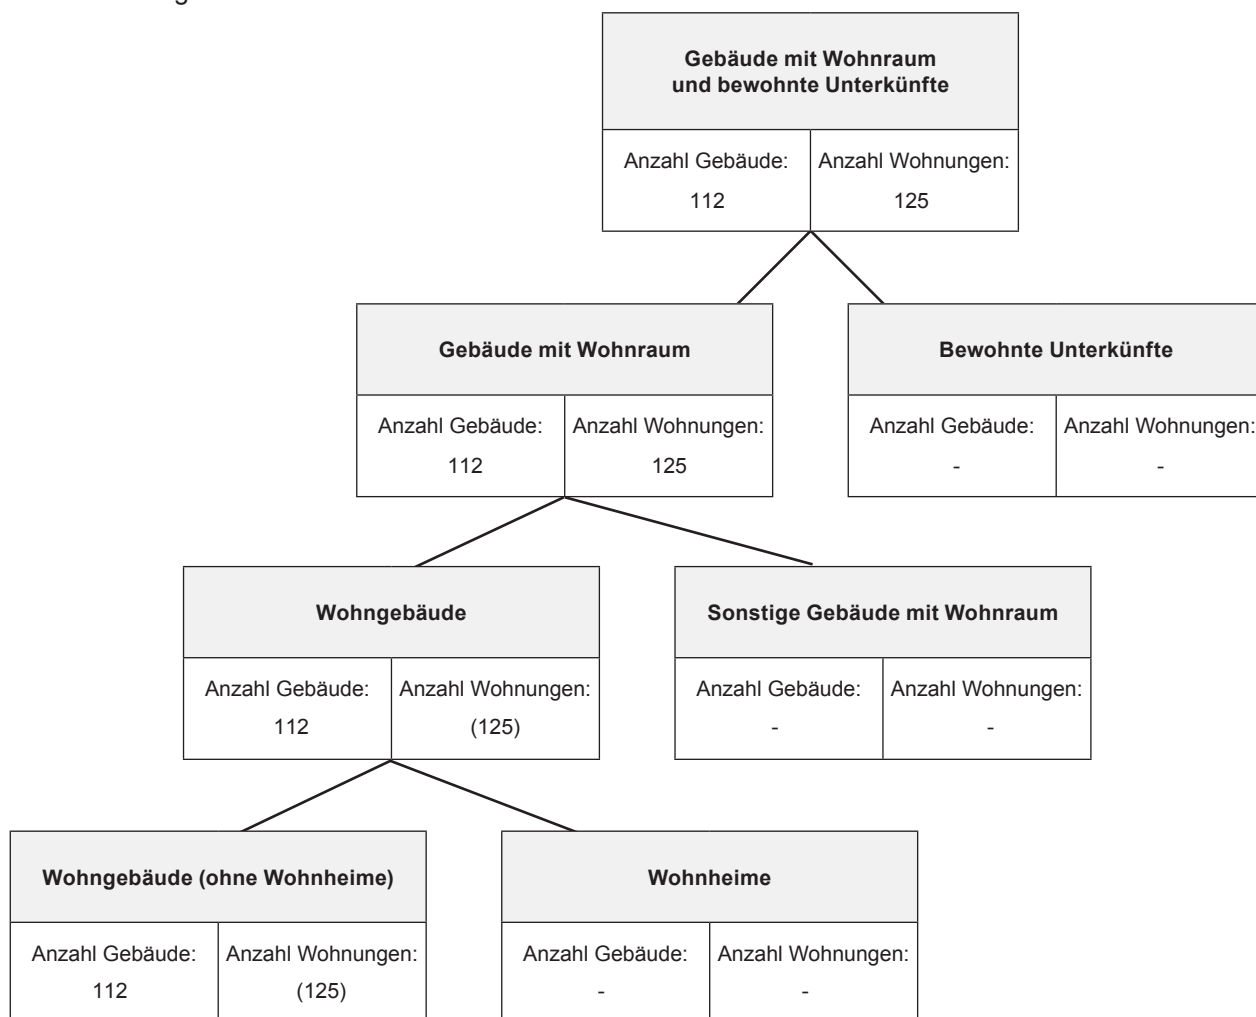 Gebäude mit Wohnraum
und bewohnte Unterkünfte
Anzahl Gebäude: Anzahl Wohnungen:
112 125
Gebäude mit Wohnraum
Bewohnte Unterkünfte
Anzahl Gebäude: Anzahl Wohnungen:
112 125
Anzahl Gebäude: Anzahl Wohnungen:
- -
Wohngebäude
Sonstige Gebäude mit Wohnraum
Anzahl Gebäude: Anzahl Wohnungen:
112 (125)
Anzahl Gebäude: Anzahl Wohnungen:
- -
Wohngebäude (ohne Wohnheime)
Wohnheime
Anzahl Gebäude: Anzahl Wohnungen:
112 (125)
Anzahl Gebäude: Anzahl Wohnungen:
- -